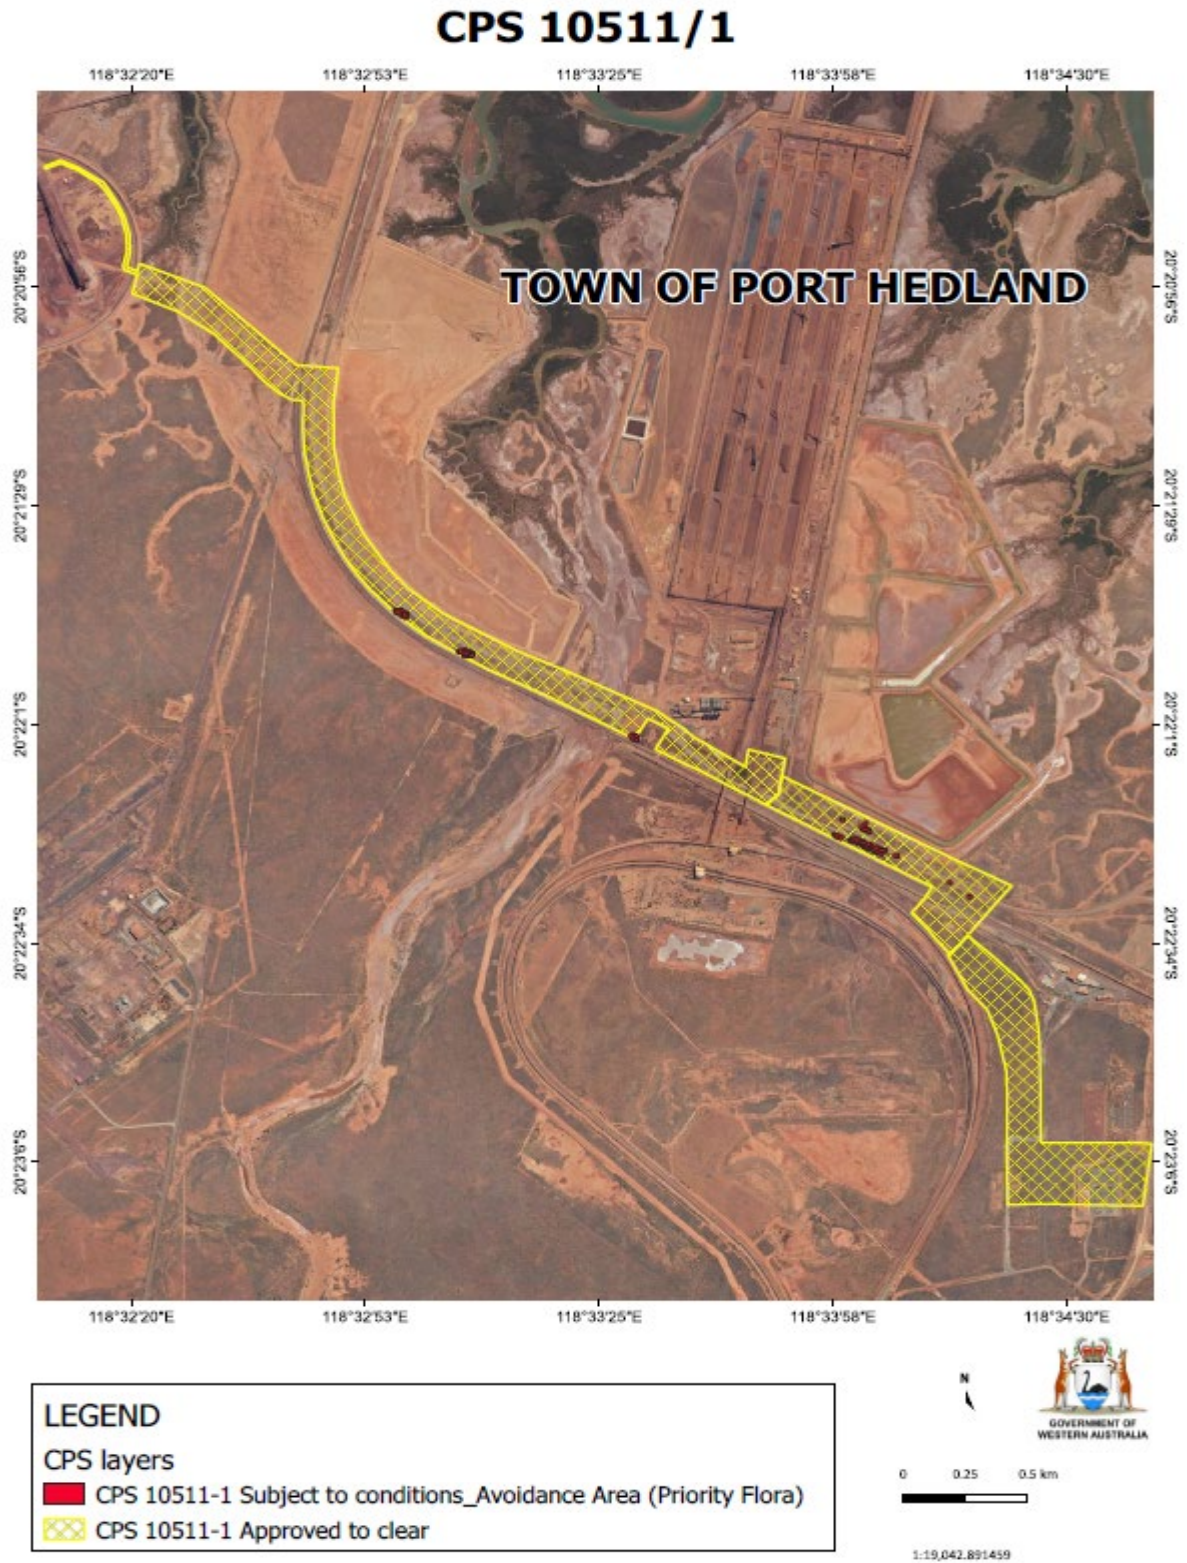 CPS 10511/1
118°32'20"E 118°32'53"E 118°33'25"E 118°33'58"E 118°34'30"E
20°20'56"S 20°20'56"S
TOWN OF PORT HEDLAND
20°21'29"S 20°21'29"S
20°22'1"S 20°22'1"S
20°22'34"S 20°22'34"S
20°23'6"S 20°23'6"S
118°32'20"E 118°32'53"E 118°33'25"E 118°33'58"E 118°34'30"E
N
GOVERNMENT OF
WESTERN AUSTRALIA
LEGEND
CPS layers
CPS 10511-1 Subject to conditions_Avoidance Area (Priority Flora)
CPS 10511-1 Approved to clear
0 0.25 0.5 km
1:19,042.891459